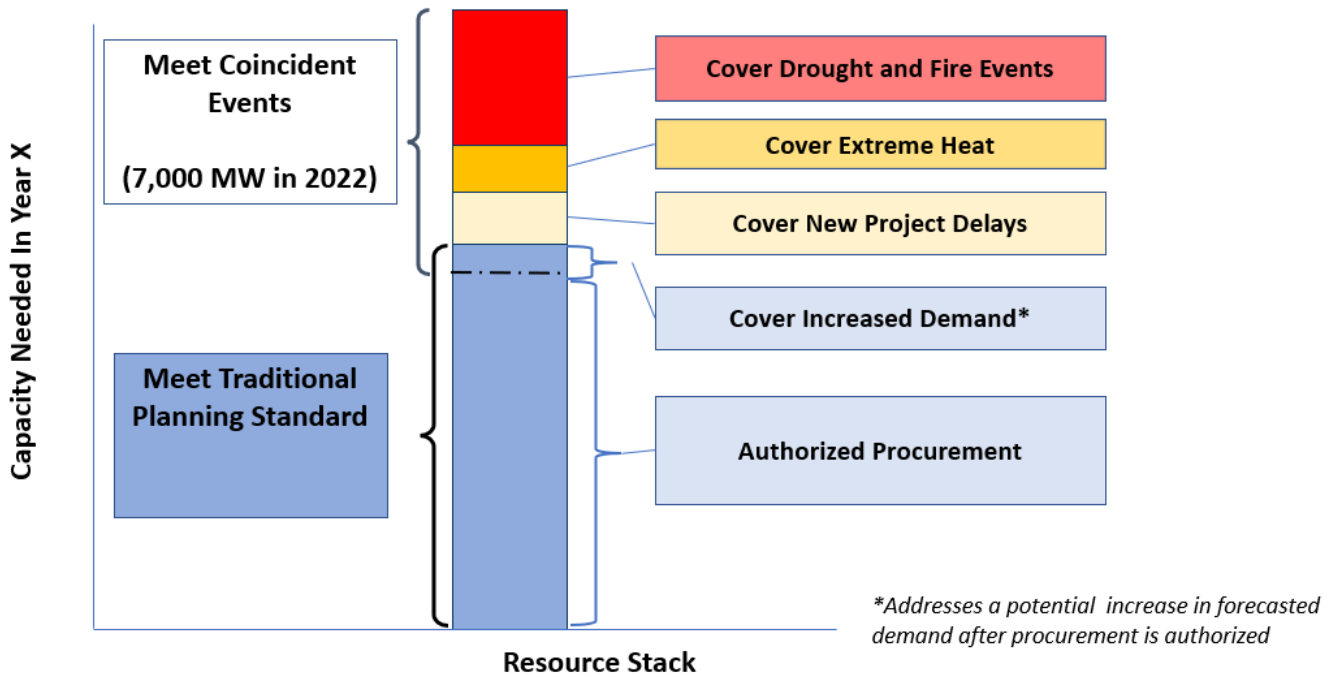 Capacity Needed In Year X
Meet Coincident
Events
(7,000 MW in 2022)
Meet Traditional
Planning Standard
Cover Drought and Fire Events
Cover Extreme Heat
Cover New Project Delays
Cover Increased Demand*
Authorized Procurement
*Addresses a potential increase in forecasted
demand after procurement is authorized
Resource Stack